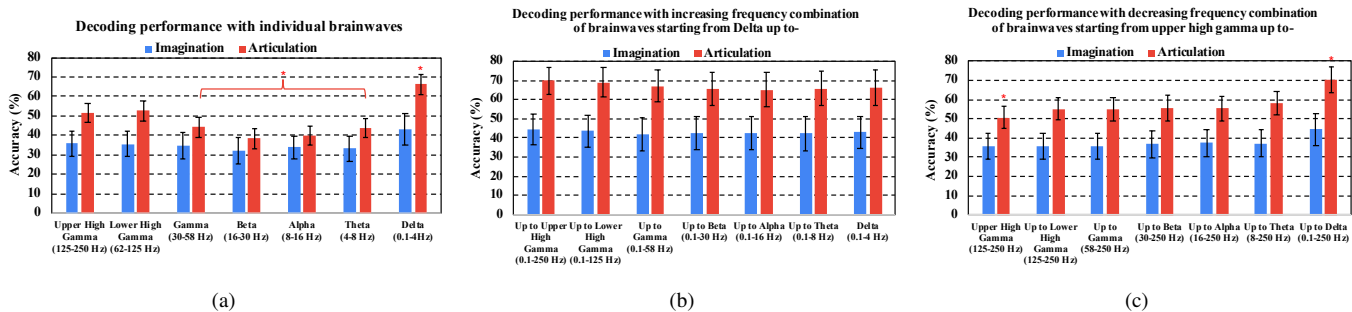 Decoding performance with individual brainwaves
Imagination Articulation
*
*
Accuracy (%)
80
70
60
50
40
30
20
10
0
Upper High Gamma (125-250 Hz)
Lower High Gamma (62-125 Hz)
Gamma (30-58 Hz)
Beta (16-30 Hz)
Alpha (8-16 Hz)
Theta (4-8 Hz)
Delta (0.1-4Hz)
(a)
Decoding performance with increasing frequency combination
of brainwaves starting from Delta up to-
Imagination Articulation
Accuracy (%)
80
70
60
50
40
30
20
10
0
Up to Upper High Gamma (0.1-250 Hz)
Up to Lower High Gamma (0.1-125 Hz)
Up to Gamma (0.1-58 Hz)
Up to Beta (0.1-30 Hz)
Up to Alpha (0.1-16 Hz)
Up to Theta (0.1-8 Hz)
Delta (0.1-4 Hz)
(b)
Decoding performance with decreasing frequency combination
of brainwaves starting from upper high gamma up to-
Imagination Articulation
*
*
Accuracy (%)
80
70
60
50
40
30
20
10
0
Upper High Gamma (125-250 Hz)
Up to Lower High Gamma (125-250 Hz)
Up to Gamma (58-250 Hz)
Up to Beta (30-250 Hz)
Up to Alpha (16-250 Hz)
Up to Theta (8-250 Hz)
Up to Delta (0.1-250 Hz)
(c)